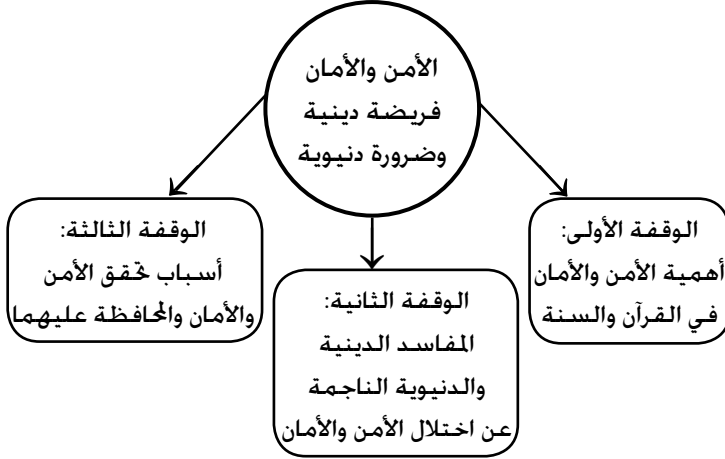 الأمن والأمان
فريضة دينية
وضرورة دنيوية
الوقفة الأولى:
أهمية الأمن والأمان
في القرآن والسنة
الوقفة الثانية:
المفاسد الدينية
والدنيوية الناجمة
عن اختلال الأمن والأمان
الوقفة الثالثة:
أسباب تحقق الأمن
والأمان والمحافظة عليهما